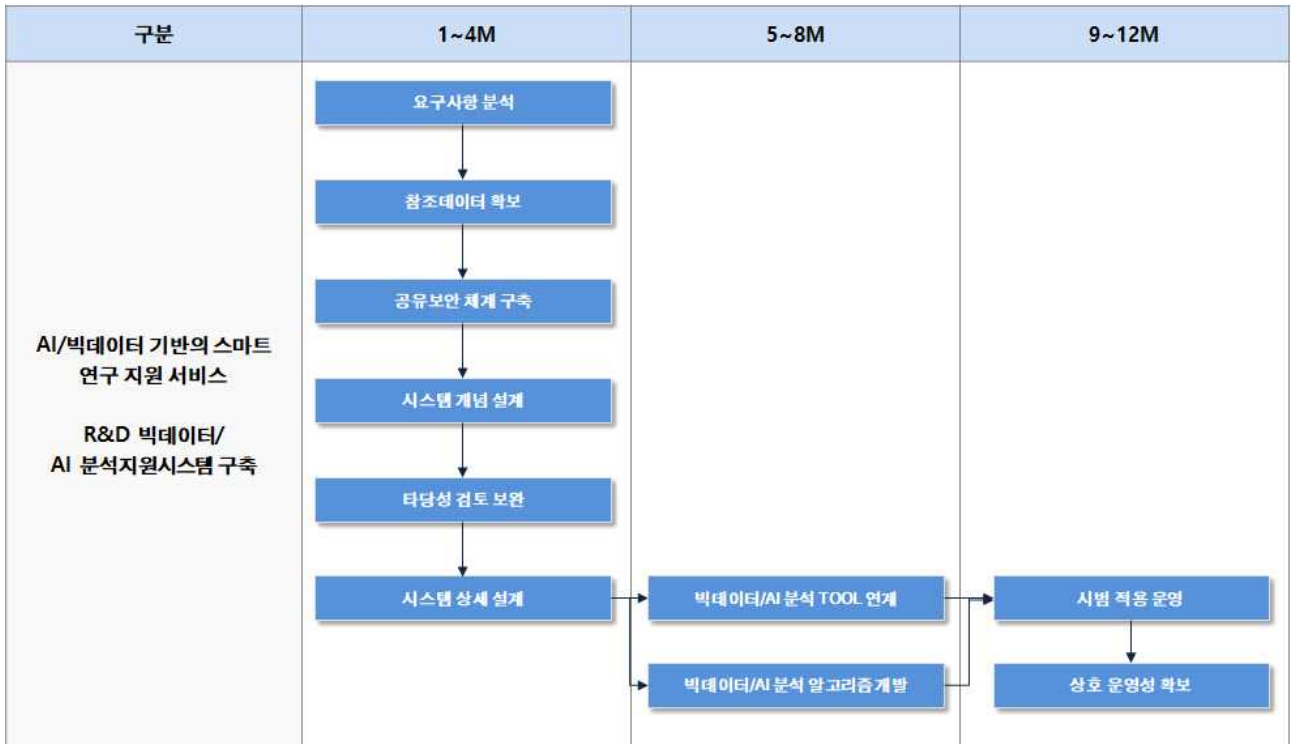 구분
1~4M
5~8M
9~12M
요구사항 분석
참조데이터 확보
공유보안 체계 구축
AI/빅데이터 기반의 스마트
연구 지원 서비스
R&D 빅데이터/
AI 분석지원시스템 구축
시스템 개념 설계
타당성 검토 보완
시스템 상세 설계
빅데이터/AI 분석 TOOL 연계
시범 적용 운영
빅데이터/AI 분석 알고리즘 개발
상호 운영성 확보